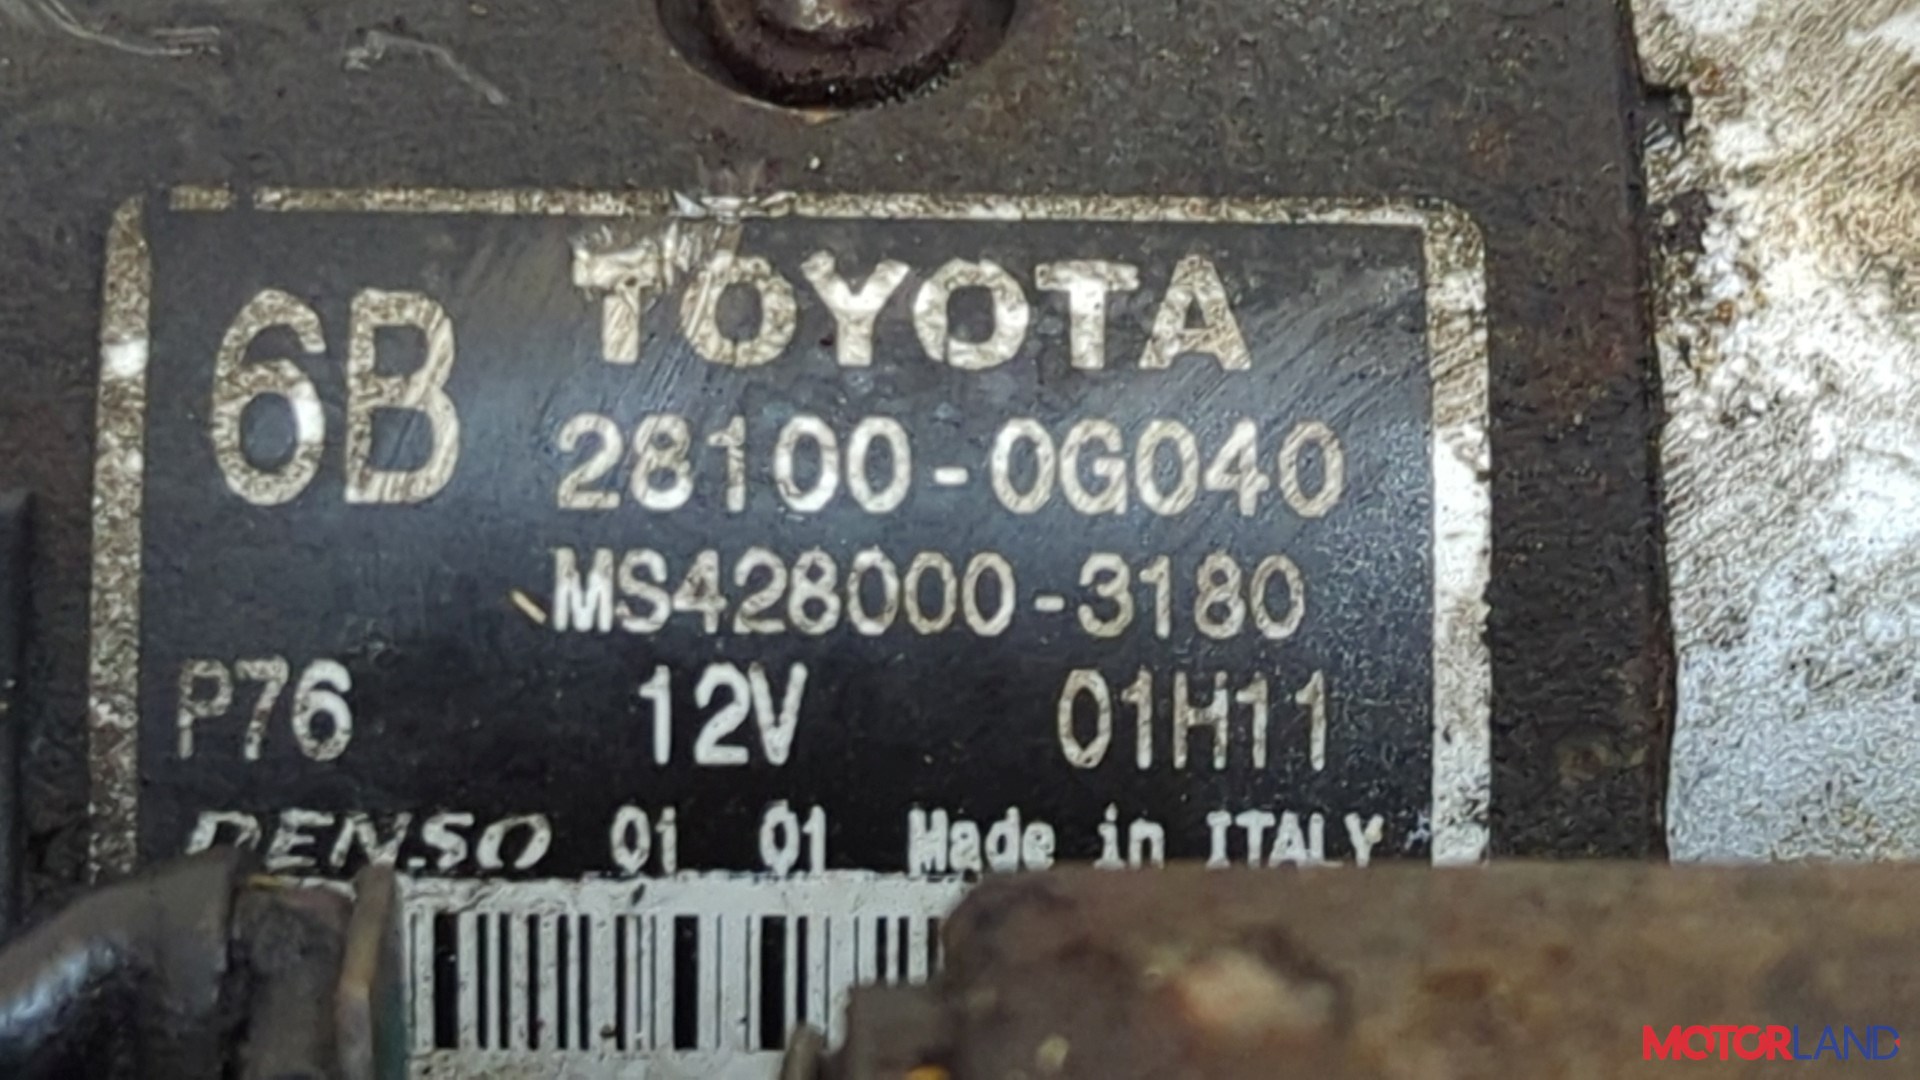 6B TOYOTA
28100-0G040
MS428000-3180
P76 12V 01H11
DENSO 01 01 Made in ITALY
MOTORLAND